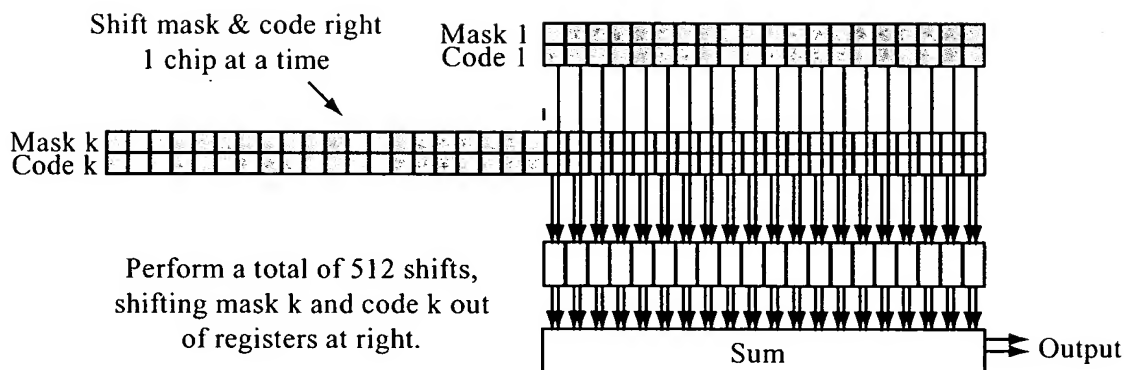 Shift mask & code right
1 chip at a time
Mask 1
Code 1
Mask k
Code k
Perform a total of 512 shifts,
shifting mask k and code k out
of registers at right.
Sum
Output